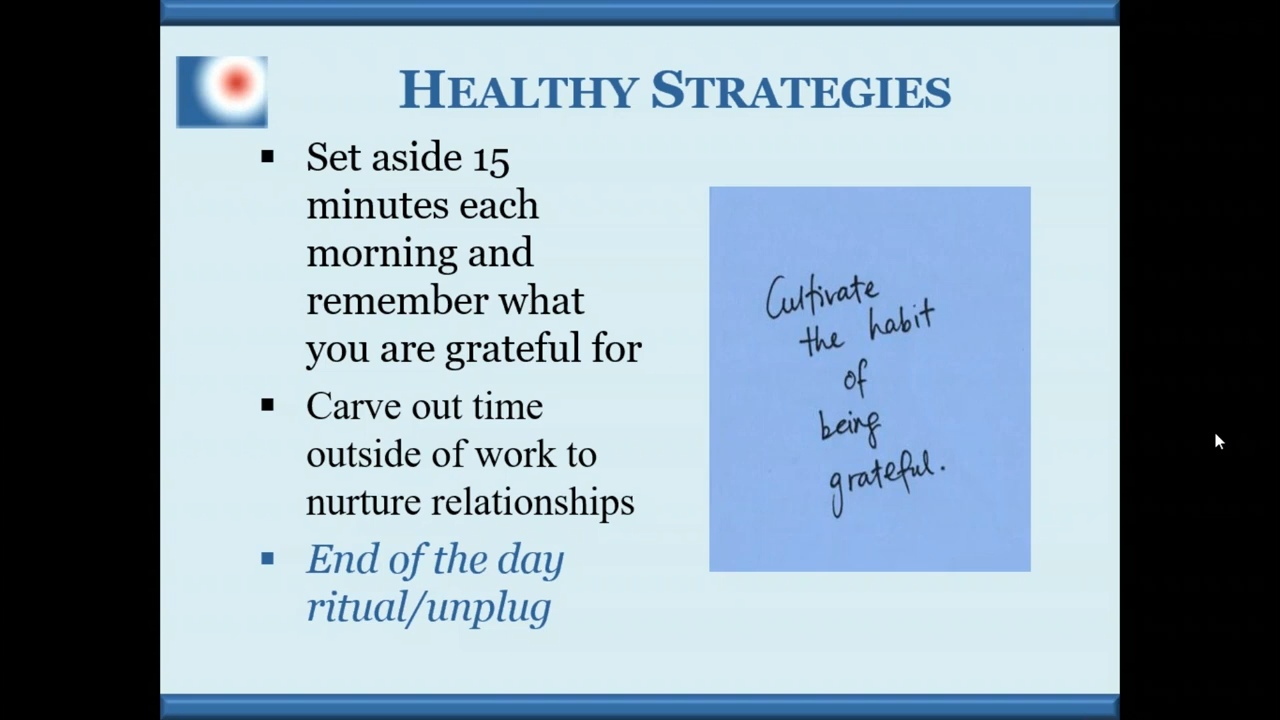 HEALTHY STRATEGIES
Set aside 15
minutes each
morning and
remember what
you are grateful for
Carve out time
outside of work to
nurture relationships
End of the day
ritual/unplug
Cultivate
the habit
of
being
grateful.